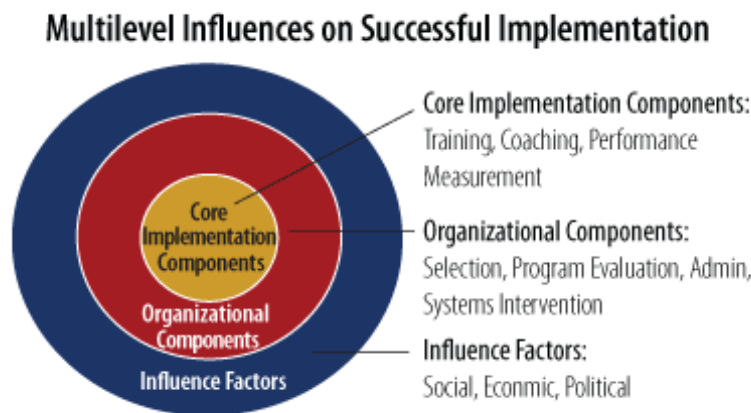 Multilevel Influences on Successful Implementation
Core
Implementation
Components
Organizational
Components
Influence Factors
Core Implementation Components:
Training, Coaching, Performance
Measurement
Organizational Components:
Selection, Program Evaluation, Admin,
Systems Intervention
Influence Factors:
Social, Econmic, Political